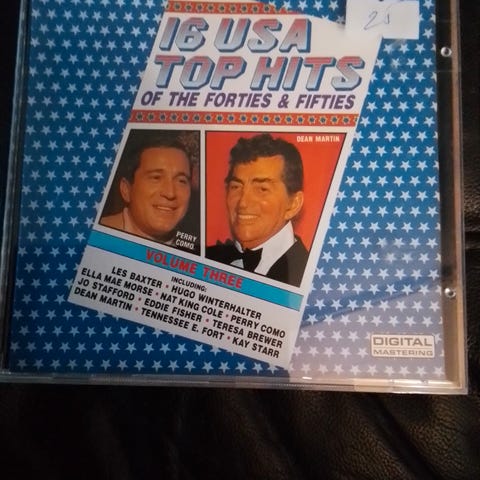 25
16 USA
TOP HITS
OF THE FORTIES & FIFTIES
DEAN MARTIN
PERRY
COMO
VOLUME THREE
INCLUDING:
LES BAXTER • HUGO WINTERHALTER
ELLA MAE MORSE • NAT KING COLE • PERRY COMO
JO STAFFORD • EDDIE FISHER • TERESA BREWER
DEAN MARTIN • TENNESSEE E. FORT • KAY STARR
DIGITAL
MASTERING